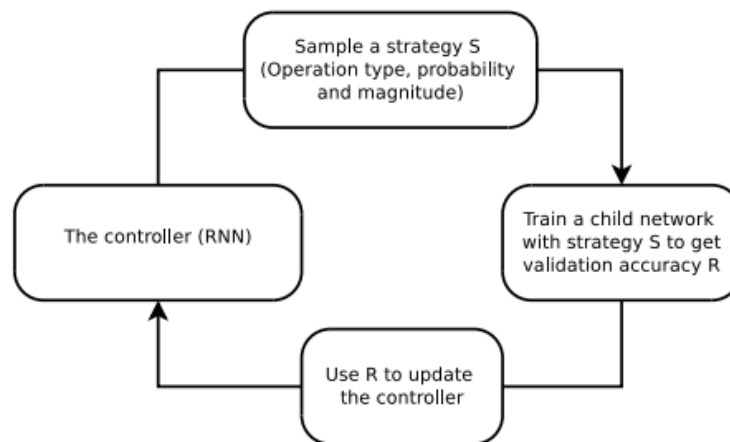 Sample a strategy S
(Operation type, probability
and magnitude)
The controller (RNN)
Train a child network
with strategy S to get
validation accuracy R
Use R to update
the controller